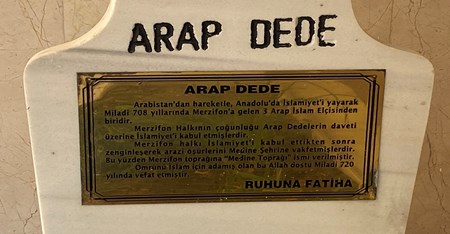 ARAP DEDE
ARAP DEDE
Arabistan'dan hareketle, Anadolu'da İslamiyet'i yayarak
Miladi 708 yıllarında Merzifon'a gelen 3 Arap İslam Elçisinden
biridir.
Merzifon Halkının çoğunluğu Arap Dedelerin daveti
üzerine İslamiyet'i kabul etmişlerdir.
Merzifon halkı İslamiyet'i kabul ettikten sonra
zenginleşerek arazi öşürlerini Medine Şehrine vakfetmişlerdir.
Bu yüzden Merzifon toprağına "Medine Toprağı" ismi verilmiştir.
Ömrünü İslam için adamış olan bu Allah dostu Miladi 720
yılında vefat etmiştir.
RUHUNA FATİHA